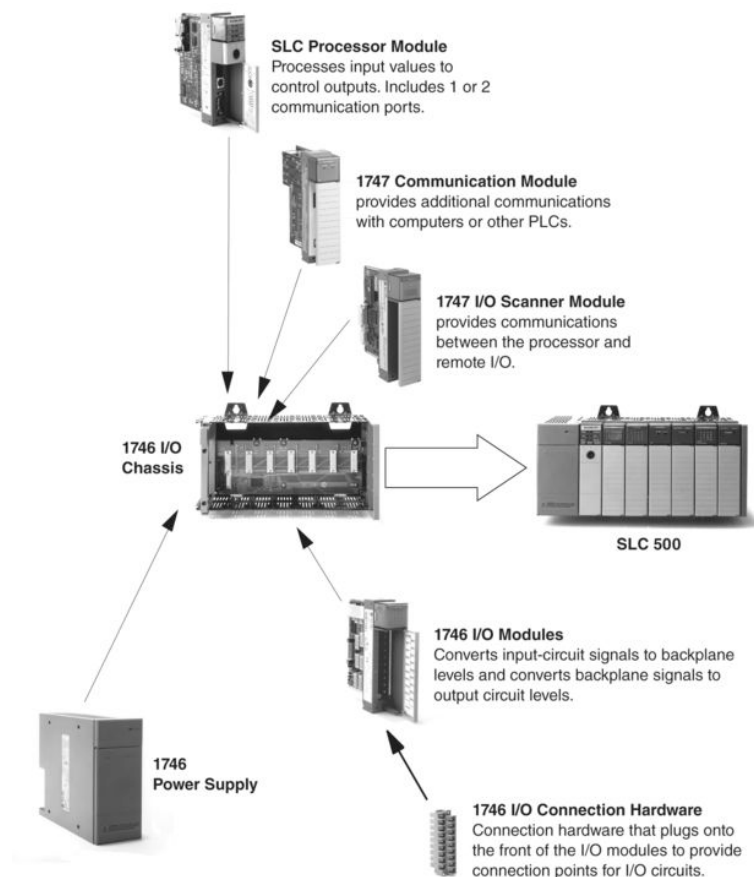 SLC Processor Module
Processes input values to
control outputs. Includes 1 or 2
communication ports.
1747 Communication Module
provides additional communications
with computers or other PLCs.
1747 I/O Scanner Module
provides communications
between the processor and
remote I/O.
1746 I/O
Chassis
SLC 500
1746 I/O Modules
Converts input-circuit signals to backplane
levels and converts backplane signals to
output circuit levels.
1746
Power Supply
1746 I/O Connection Hardware
Connection hardware that plugs onto
the front of the I/O modules to provide
connection points for I/O circuits.